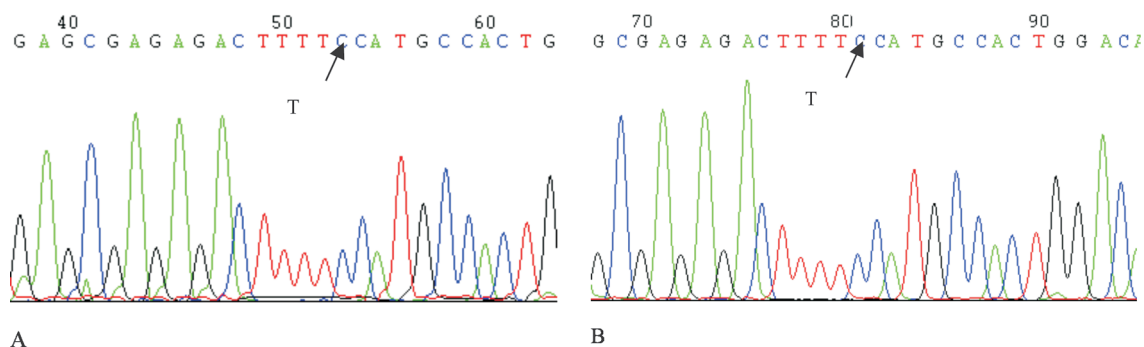 40 50 60
G A G C G A G A G A C T T T T C C A T G C C A C T G
T
A
70 80 90
G C G A G A G A C T T T T C C A T G C C A C T G G A C A
T
B